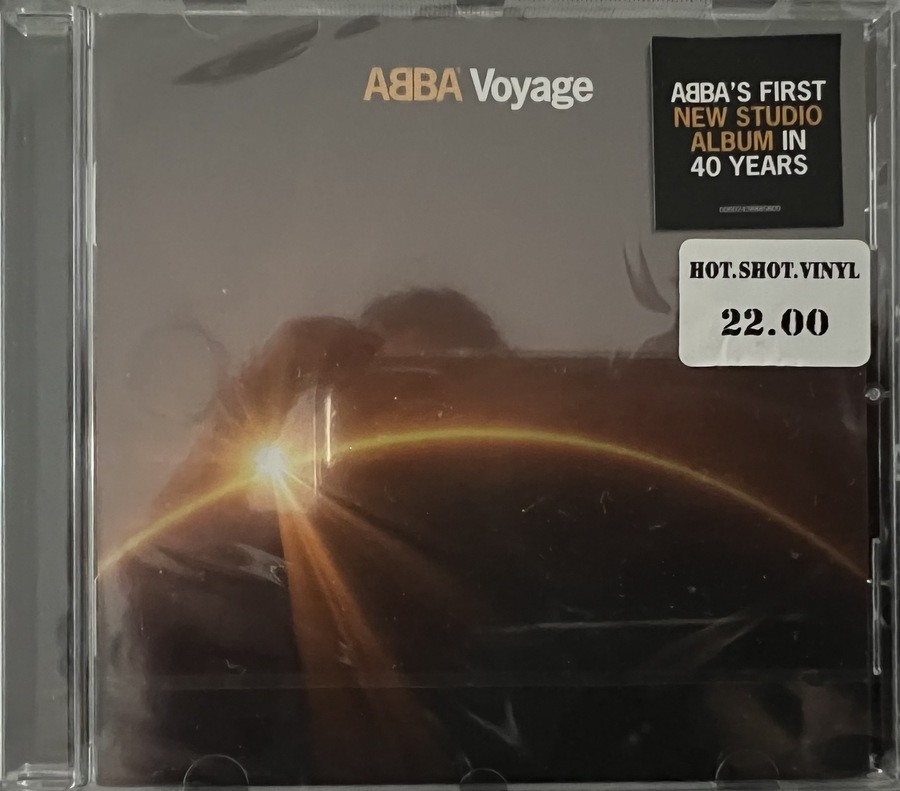 ABBA Voyage
ABBA'S FIRST
NEW STUDIO
ALBUM IN
40 YEARS
HOT.SHOT.VINYL
22.00